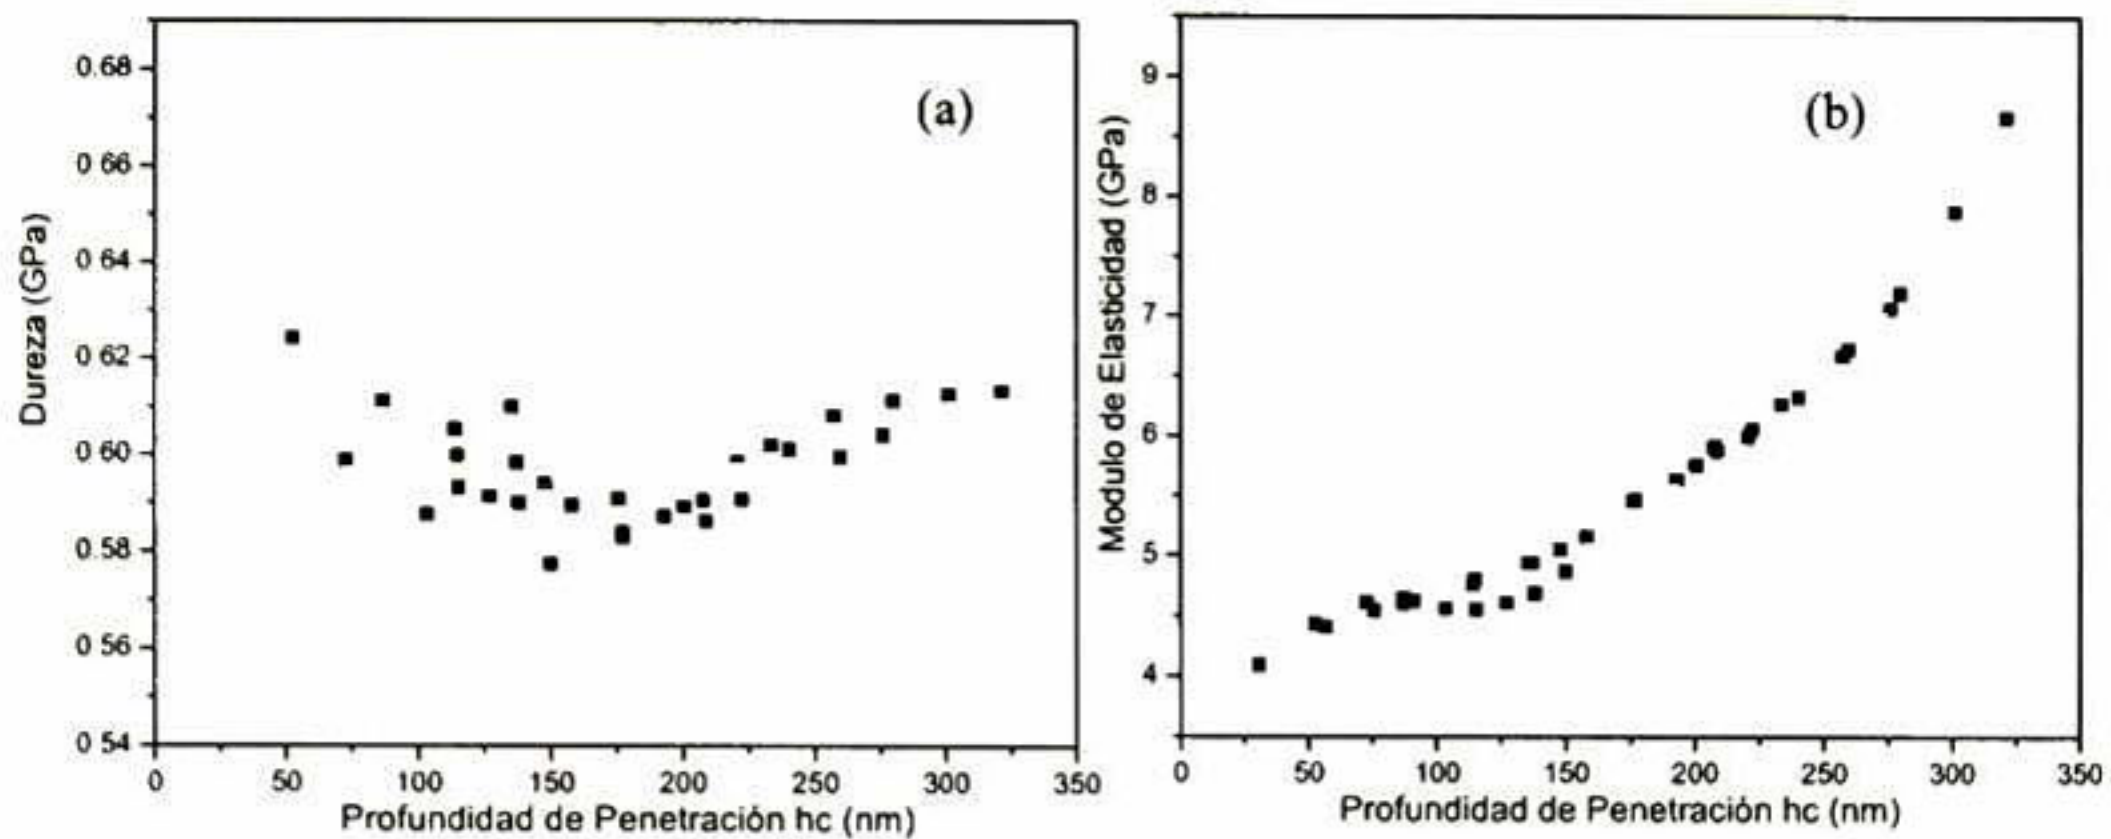 (a)
Dureza (GPa)
0 68
0 66
0 64
0 62
0 60
0 58
0 56
0 54
0 50 100 150 200 250 300 350
Profundidad de Penetración hc (nm)
(b)
Modulo de Elasticidad (GPa)
9
8
7
6
5
4
0 50 100 150 200 250 300 350
Profundidad de Penetración hc (nm)